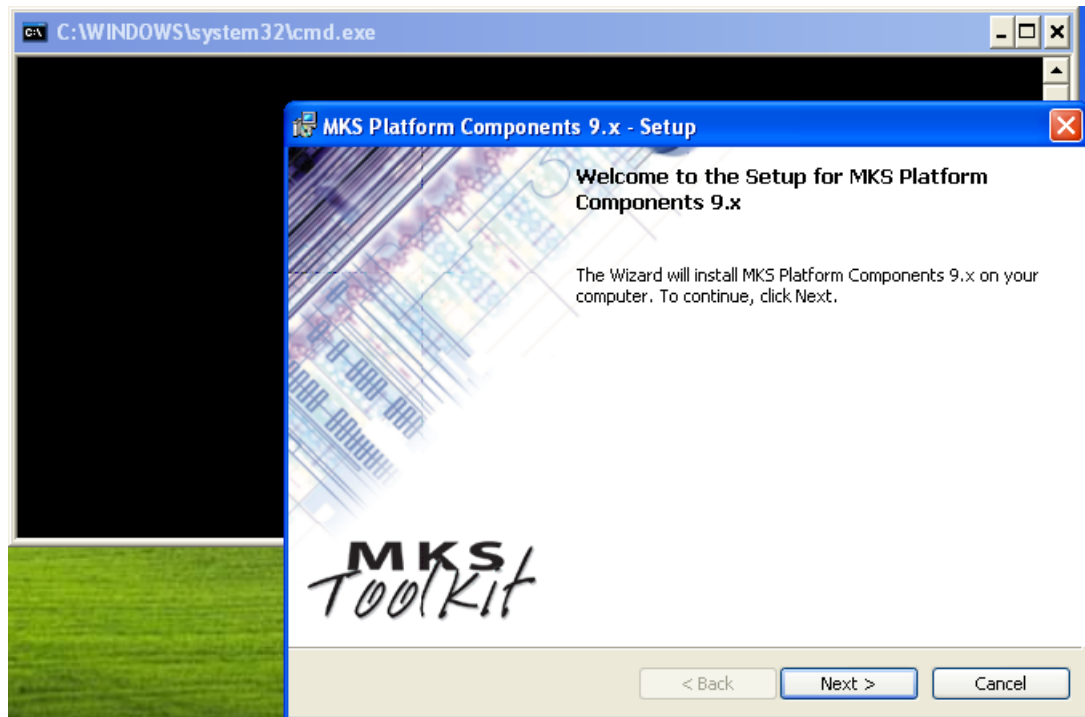 C:\WINDOWS\system32\cmd.exe
MKS Platform Components 9.x - Setup
Welcome to the Setup for MKS Platform
Components 9.x
The Wizard will install MKS Platform Components 9.x on your
computer. To continue, click Next.
MKS
Toolkit
< Back
Next >
Cancel